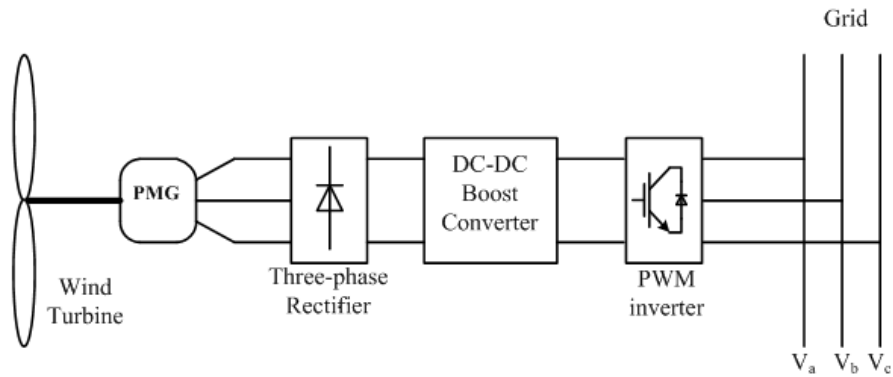 Grid
PMG
DC-DC
Boost
Converter
Wind
Turbine
Three-phase
Rectifier
PWM
inverter
Va Vb Vc